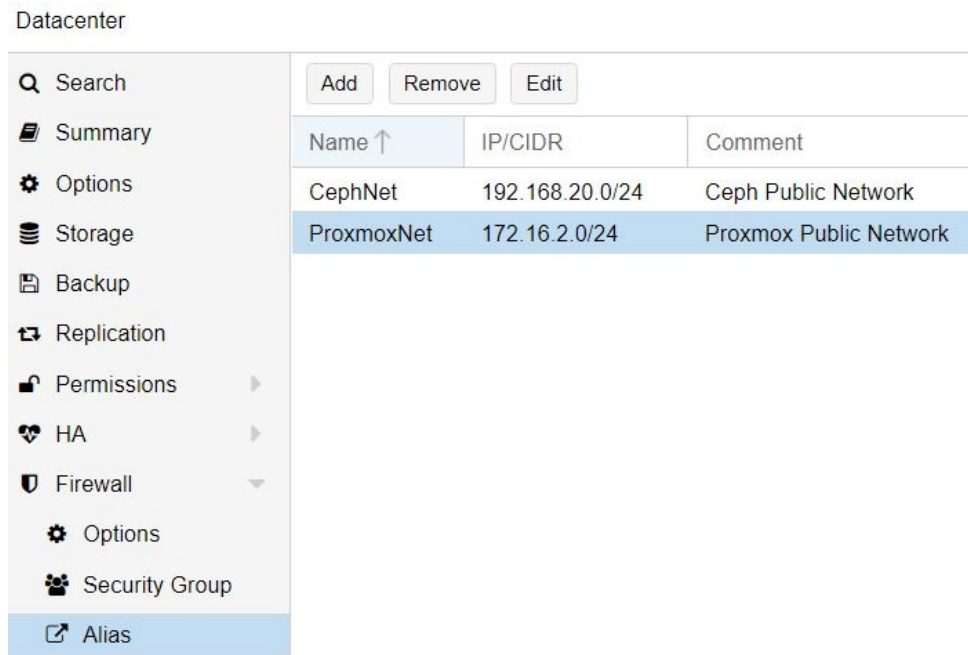 Datacenter
Search
Summary
Options
Storage
Backup
Replication
Permissions
HA
Firewall
Options
Security Group
Alias
Add Remove Edit
Name IP/CIDR Comment
CephNet 192.168.20.0/24 Ceph Public Network
ProxmoxNet 172.16.2.0/24 Proxmox Public Network